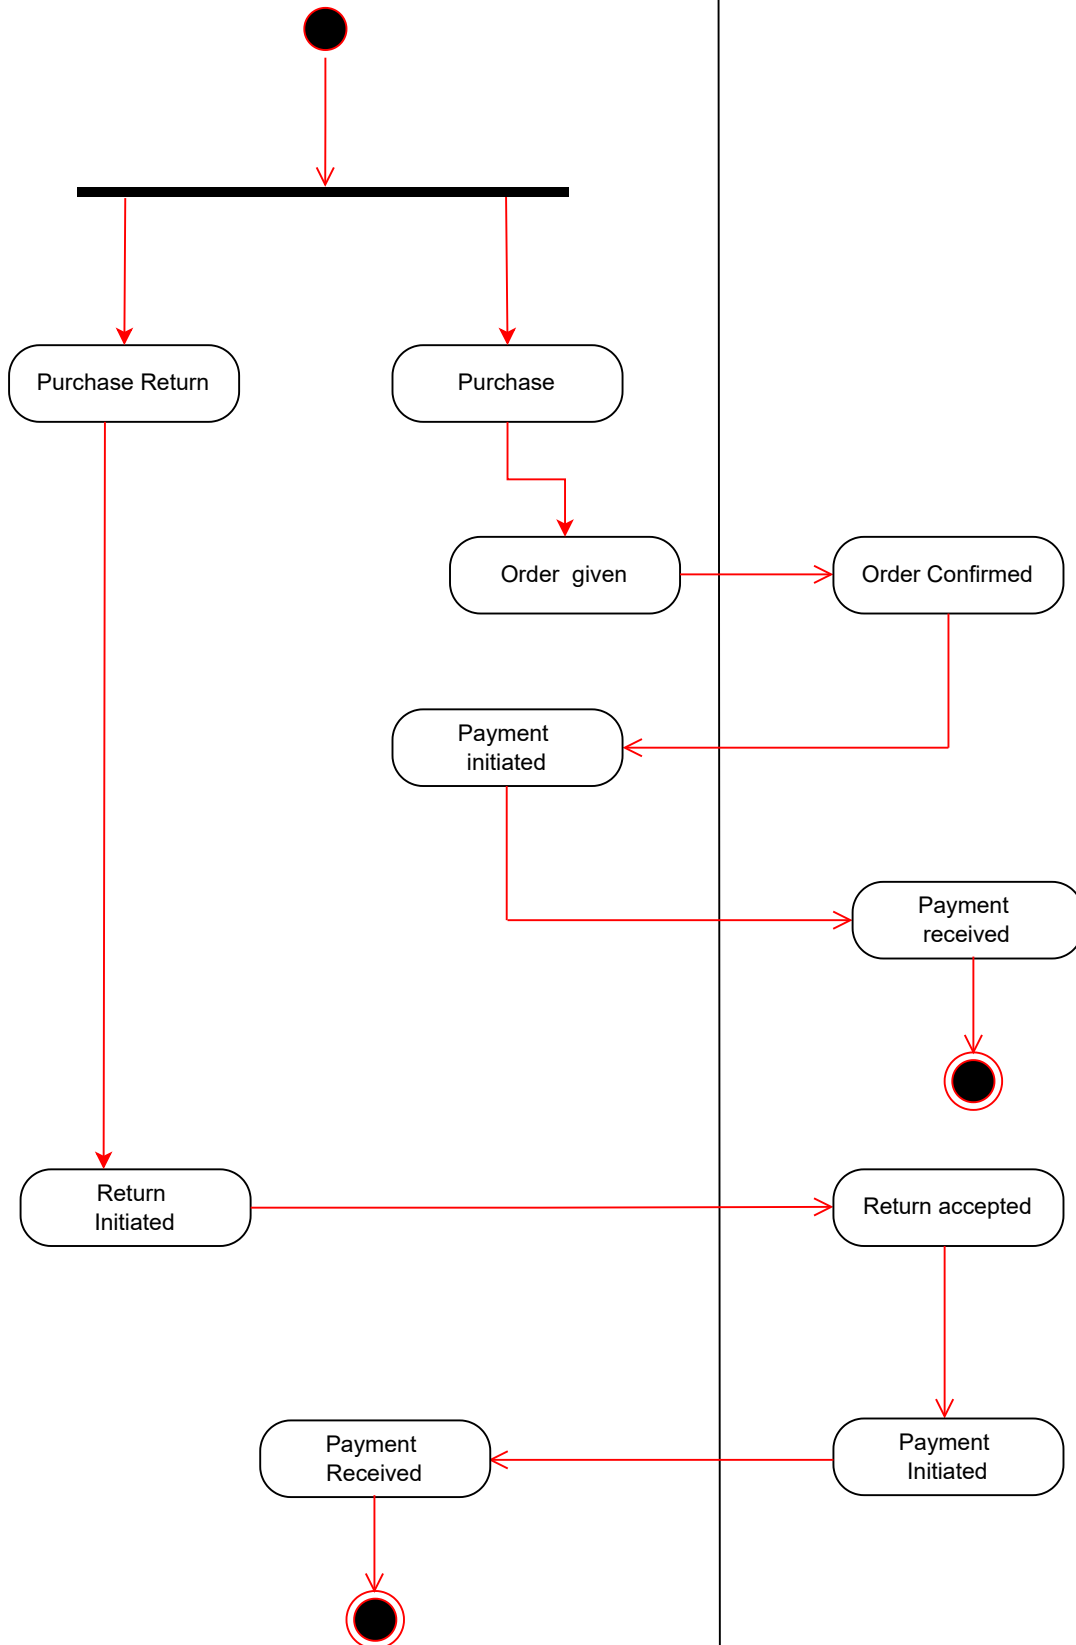 Purchase Return
Purchase
Order  given
Order Confirmed
Payment
initiated
Payment
received
Return
Initiated
Return accepted
Payment
Received
Payment
Initiated